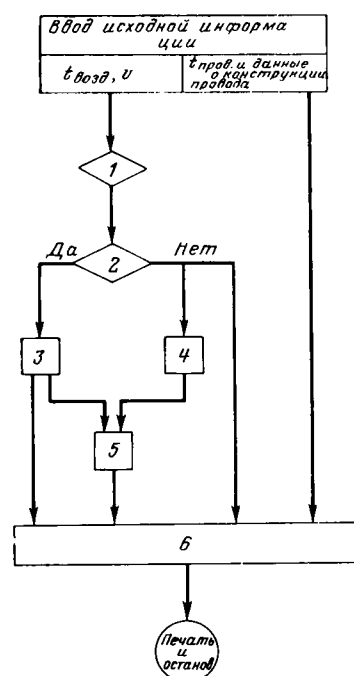 Ввод исходной информа
ции
tвозд, v
tпров. и данные
о конструкции
провода
1
Да
2
Нет
3
4
5
6
Печать
и
останов